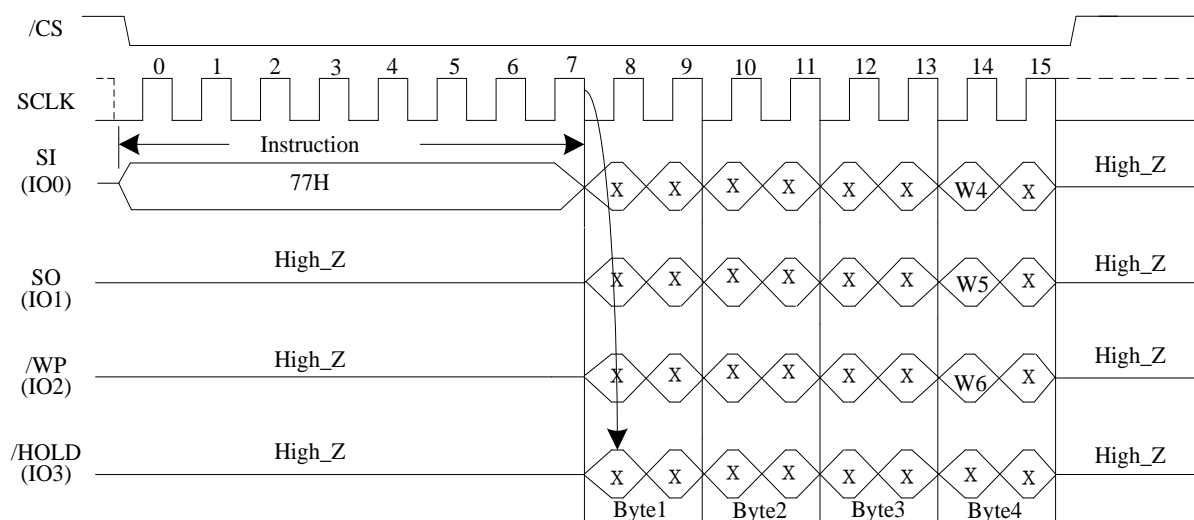 /CS
0 1 2 3 4 5 6 7 8 9 10 11 12 13 14 15
SCLK
Instruction
SI
(IO0)
77H
X X X X X X W4 X
High_Z
SO
(IO1)
High_Z
X X X X X X W5 X
High_Z
/WP
(IO2)
High_Z
X X X X X X W6 X
High_Z
/HOLD
(IO3)
High_Z
X X X X X X X X
High_Z
Byte1 Byte2 Byte3 Byte4